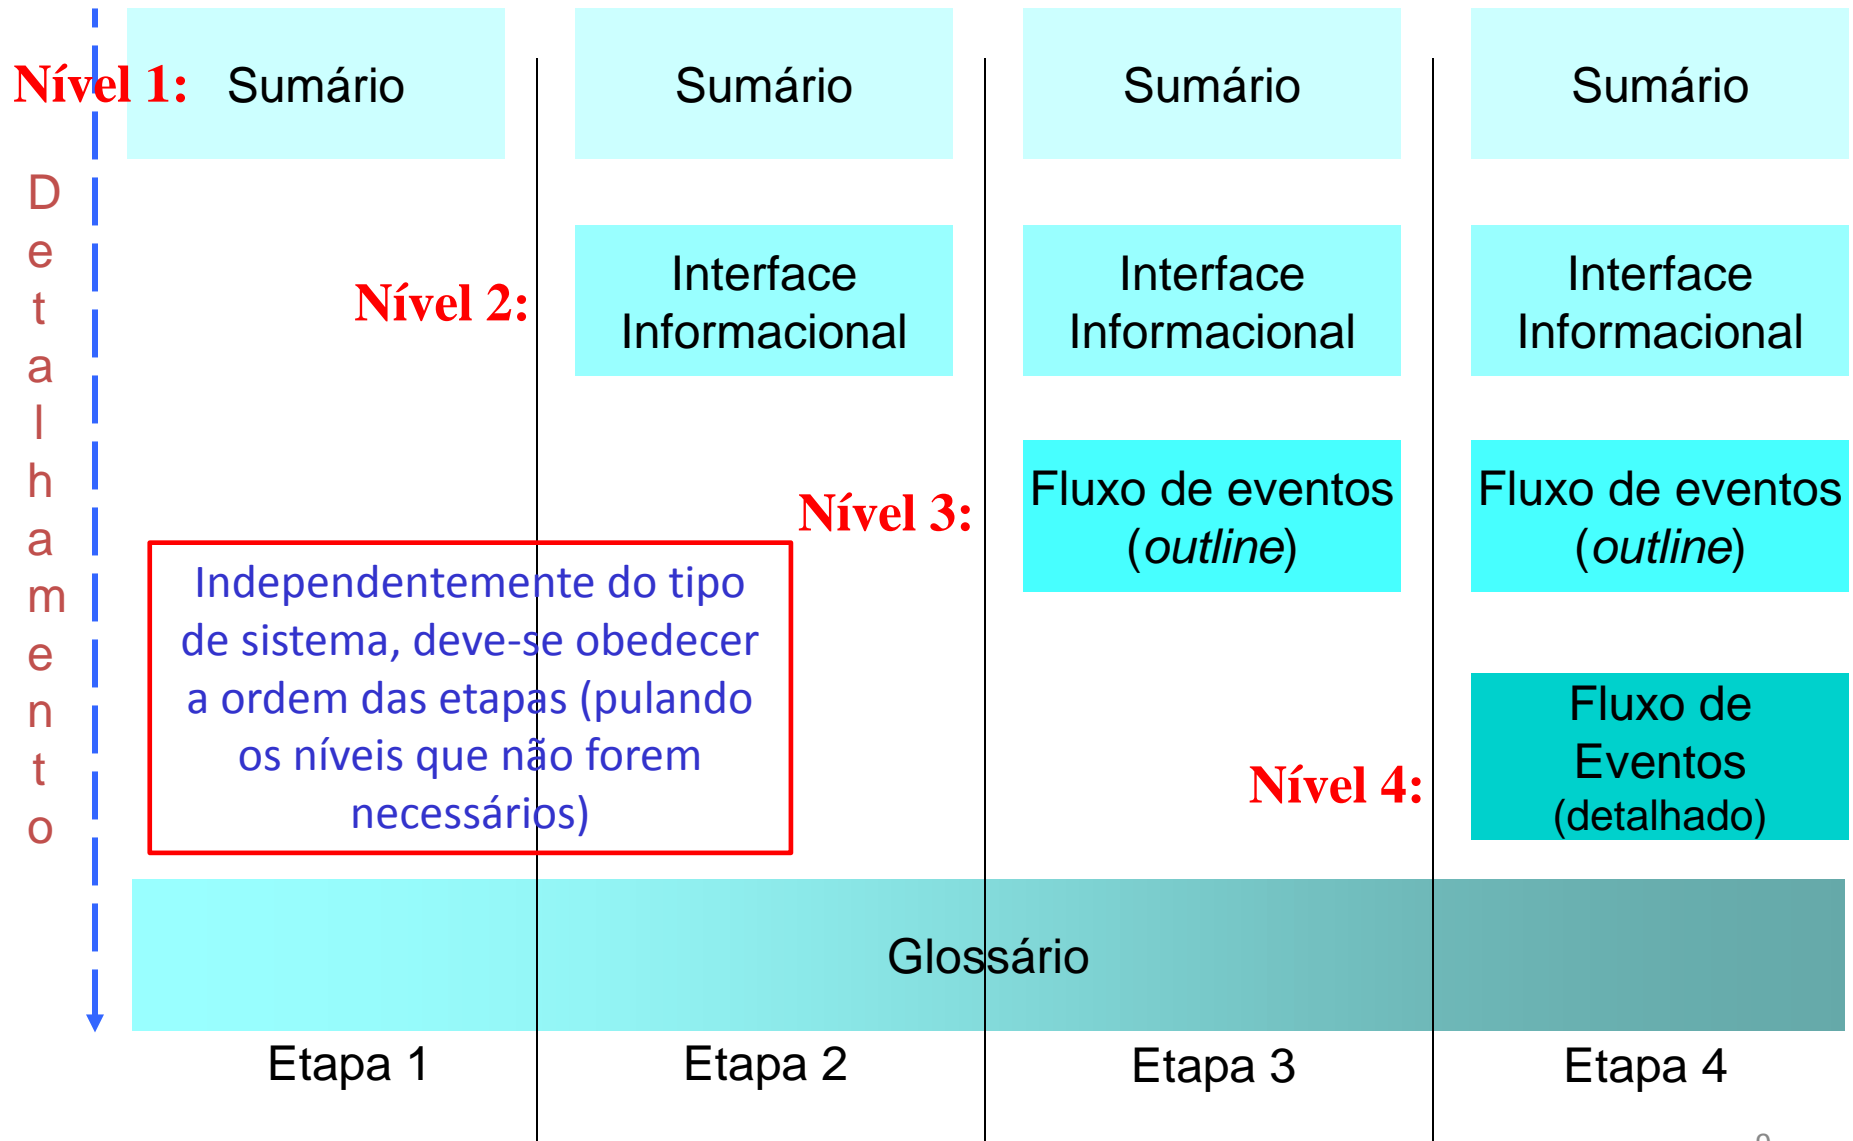 Nível 1:
Sumário
Sumário
Sumário
Sumário
Detalhamento
Nível 2:
Interface
Informacional
Interface
Informacional
Interface
Informacional
Nível 3:
Fluxo de eventos
(outline)
Fluxo de eventos
(outline)
Independentemente do tipo
de sistema, deve-se obedecer
a ordem das etapas (pulando
os níveis que não forem
necessários)
Nível 4:
Fluxo de
Eventos
(detalhado)
Glossário
Etapa 1
Etapa 2
Etapa 3
Etapa 4